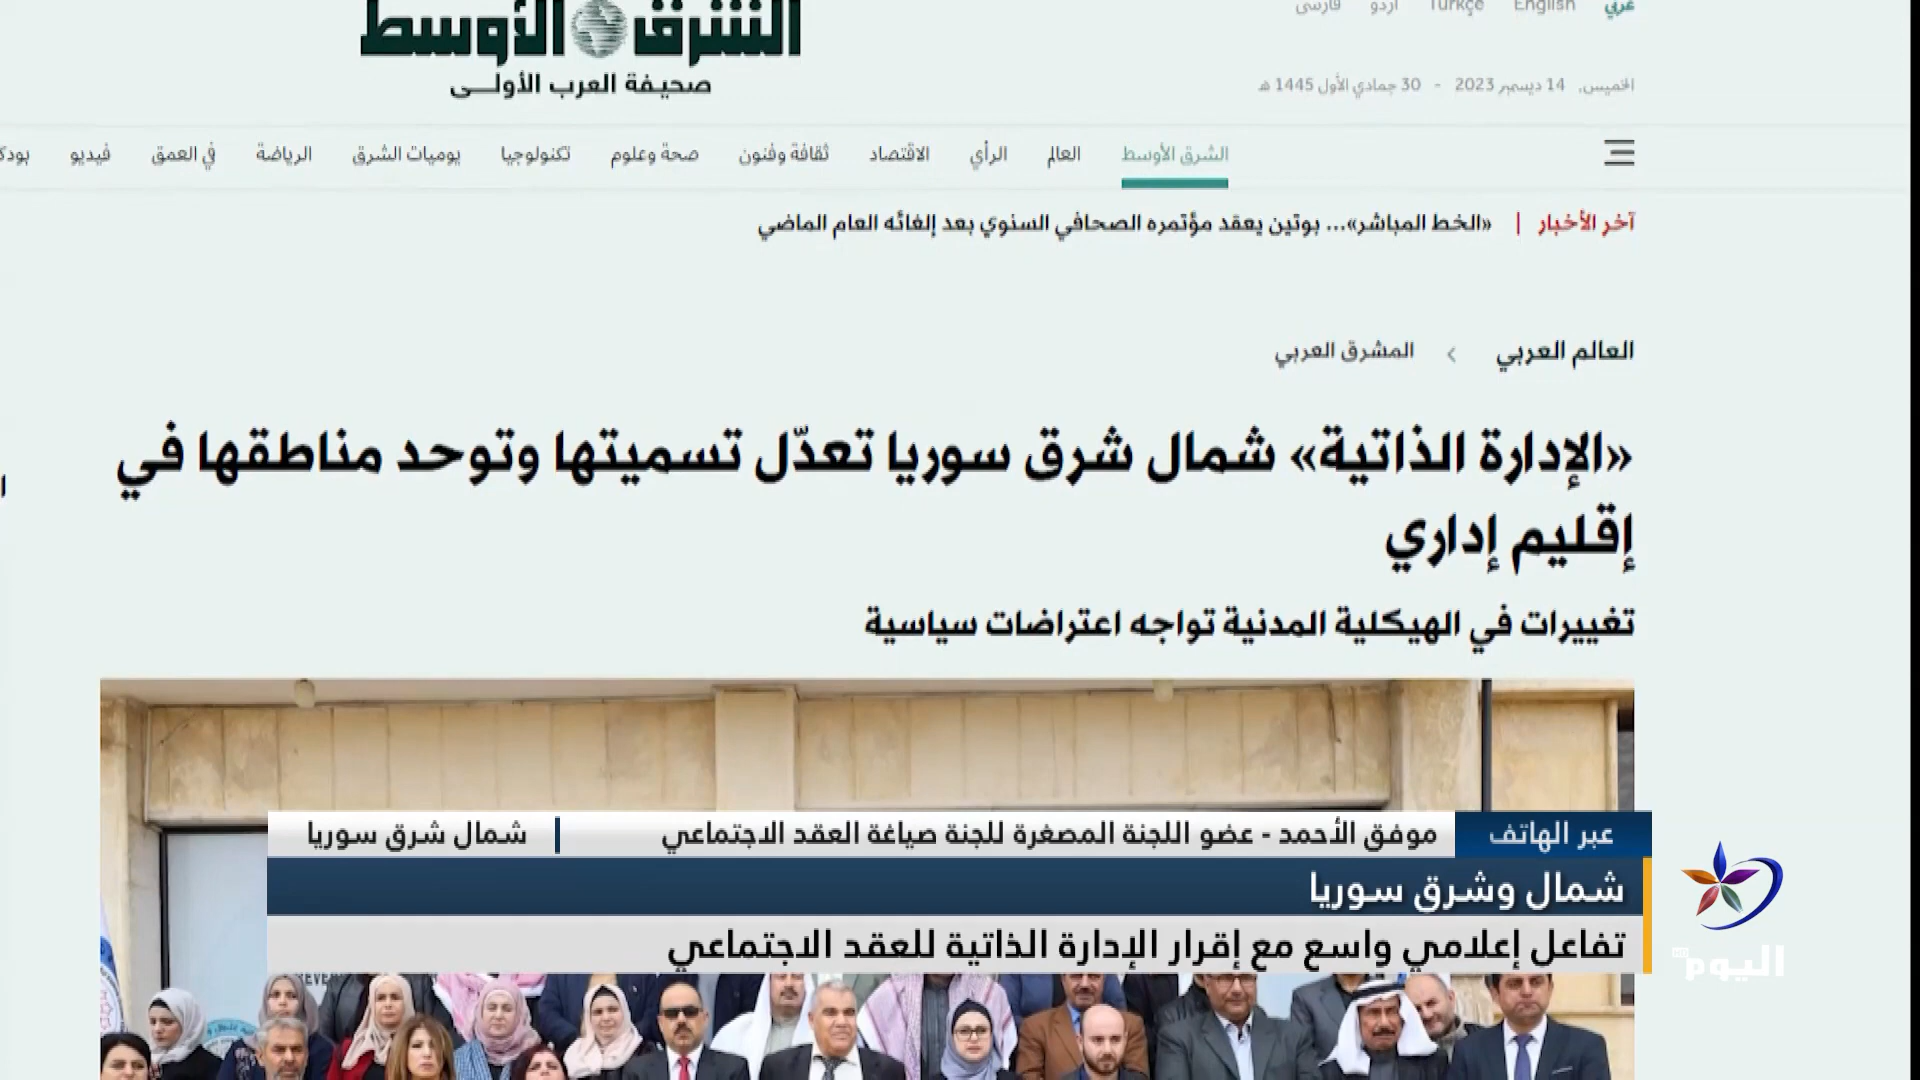 عربي English Türkçe اردو فارسى
الشرق الأوسط
صحيفة العرب الأولـــى
الخميس, 14 ديسمبر 2023 - 30 جمادي الأول 1445 هـ
الشرق الأوسط العالم الرأي الاقتصاد ثقافة وفنون صحة وعلوم تكنولوجيا يوميات الشرق الرياضة في العمق فيديو
آخر الأخبار | «الخط المباشر»... بوتين يعقد مؤتمره الصحافي السنوي بعد إلغائه العام الماضي
العالم العربي > المشرق العربي
«الإدارة الذاتية» شمال شرق سوريا تعدّل تسميتها وتوحد مناطقها في
إقليم إداري
تغييرات في الهيكلية المدنية تواجه اعتراضات سياسية
عبر الهاتف موفق الأحمد - عضو اللجنة المصغرة للجنة صياغة العقد الاجتماعي | شمال شرق سوريا
شمال وشرق سوريا
تفاعل إعلامي واسع مع إقرار الإدارة الذاتية للعقد الاجتماعي
اليوم